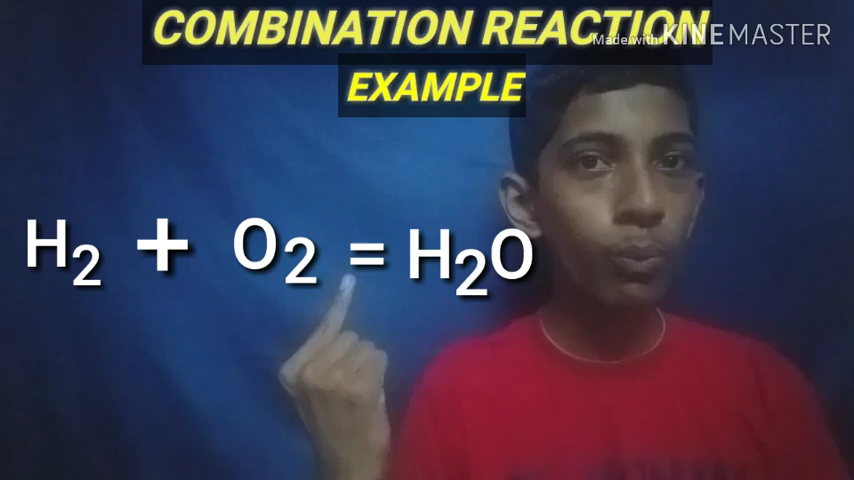 COMBINATION REACTION
Made with KINEMASTER
EXAMPLE
H₂ + O₂ = H₂O